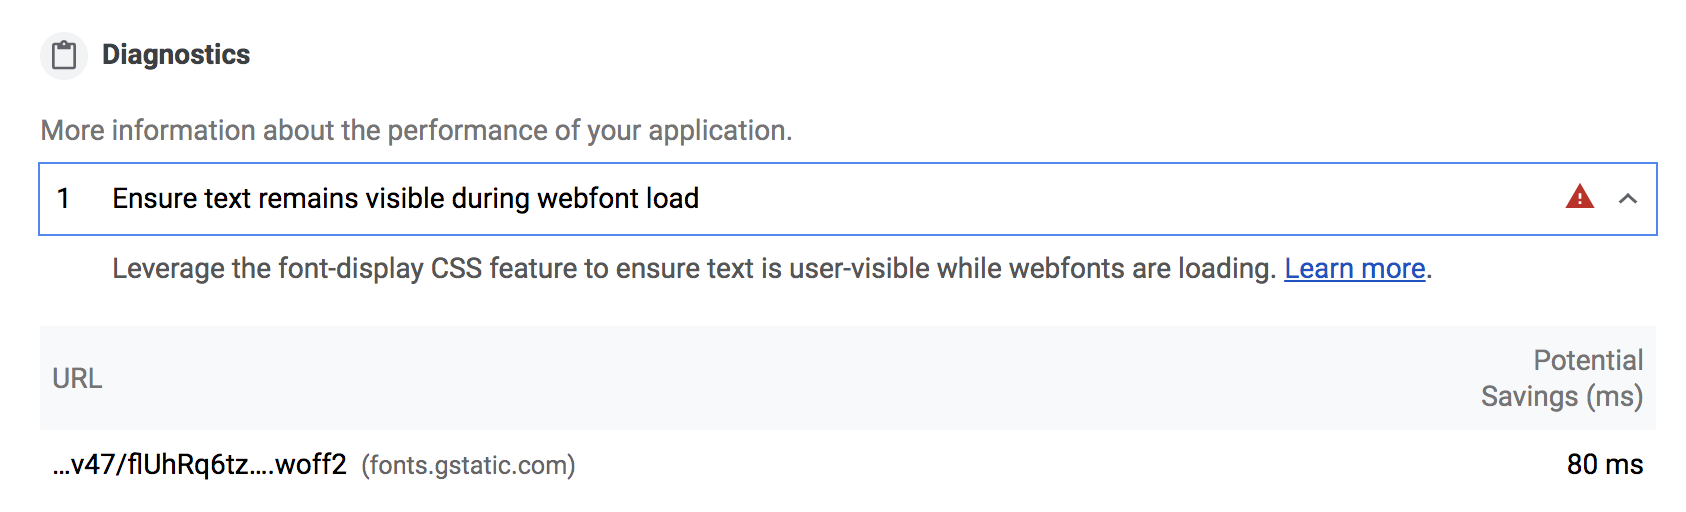 Diagnostics
More information about the performance of your application.
1 Ensure text remains visible during webfont load
Leverage the font-display CSS feature to ensure text is user-visible while webfonts are loading. Learn more.
URL
Potential
Savings (ms)
…v47/flUhRq6tz….woff2 (fonts.gstatic.com)
80 ms